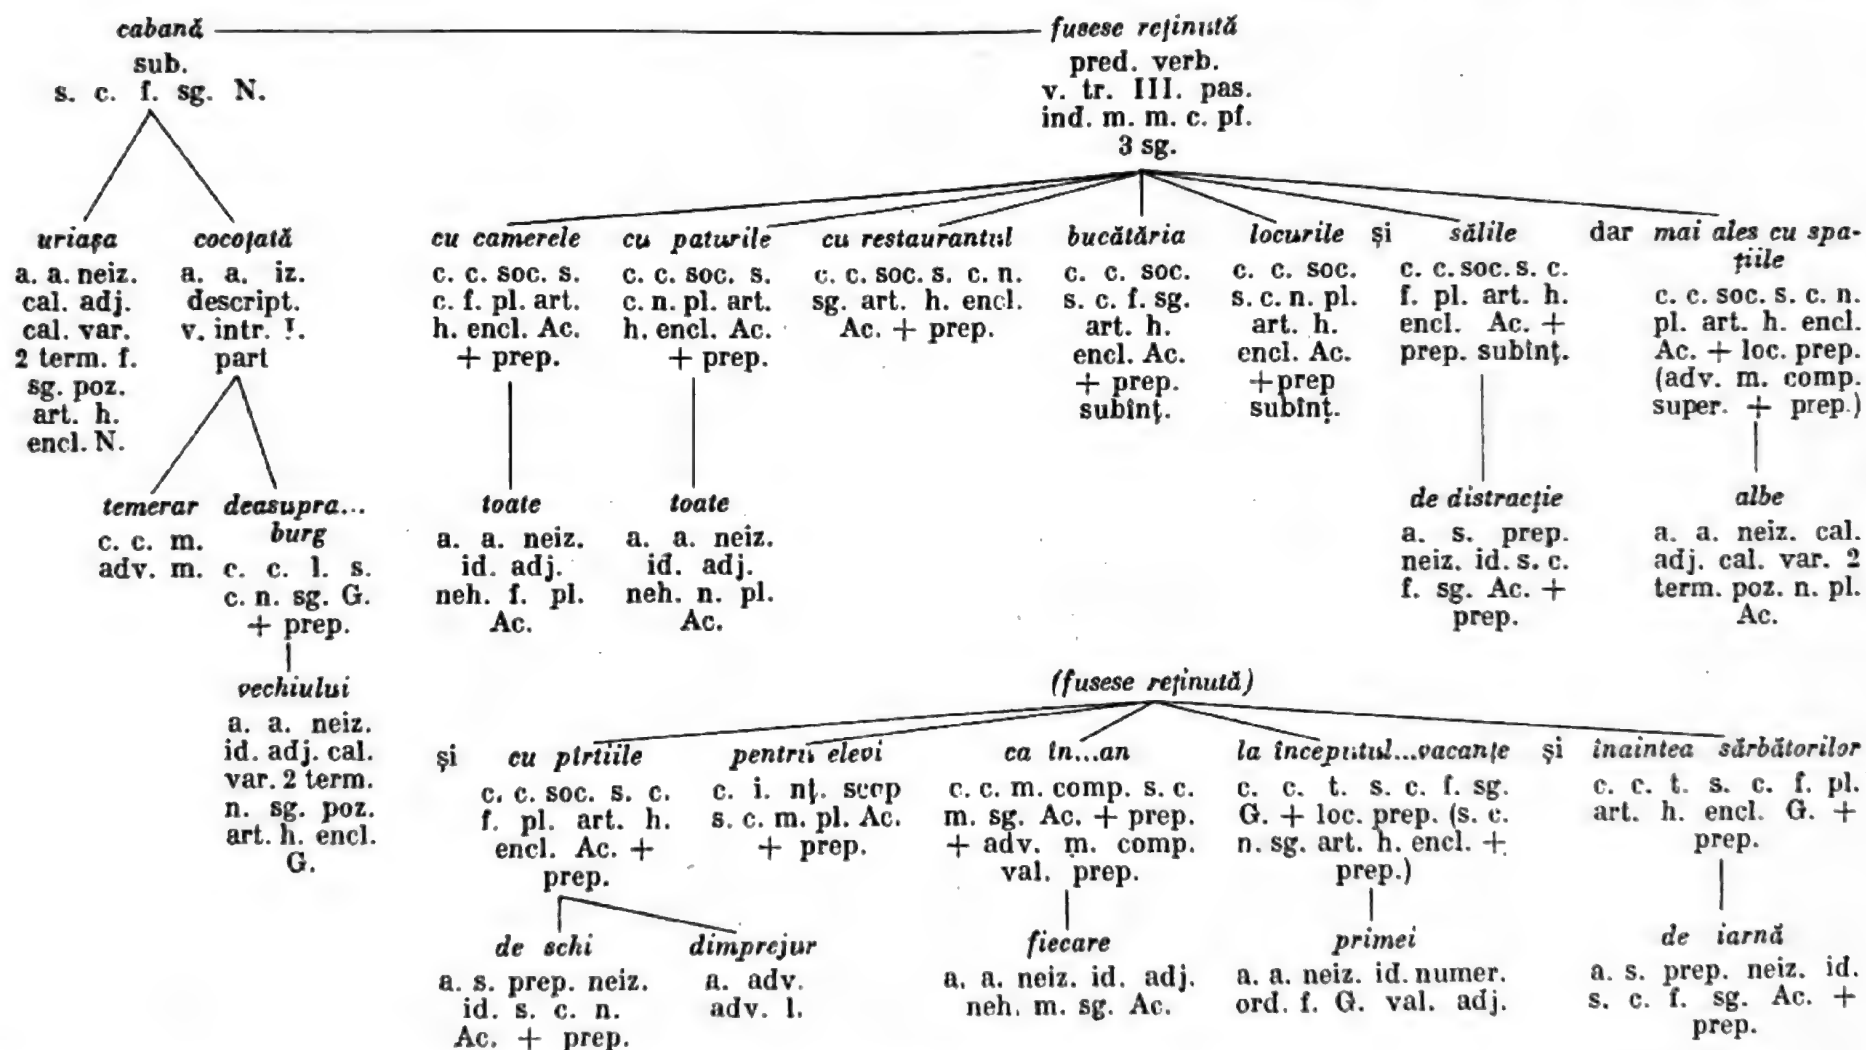 cabană fusese reținută
sub.
s. c. f. sg. N.
pred. verb.
v. tr. III. pas.
ind. m. m. c. pf.
3 sg.
uriașa
a. a. neiz.
cal. adj.
cal. var.
2 term. f.
sg. poz.
art. h.
encl. N.
cocoțată
a. a. iz.
descript.
v. intr. I.
part
cu camerele
c. c. soc. s.
c. f. pl. art.
h. encl. Ac.
+ prep.
cu paturile
c. c. soc. s.
c. n. pl. art.
h. encl. Ac.
+ prep.
cu restaurantul
c. c. soc. s. c. n.
sg. art. h. encl.
Ac. + prep.
bucătăria
c. c. soc.
s. c. f. sg.
art. h.
encl. Ac.
+ prep.
subînț.
locurile
c. c. soc.
s. c. n. pl.
art. h.
encl. Ac.
+prep
subînț.
și
sălile
c. c. soc. s. c.
f. pl. art. h.
encl. Ac. +
prep. subînț.
dar mai ales cu spa-
țiile
c. c. soc. s. c. n.
pl. art. h. encl.
Ac. + loc. prep.
(adv. m. comp.
super. + prep.)
temerar
c. c. m.
adv. m.
deasupra...
burg
c. c. l. s.
c. n. sg. G.
+ prep.
toate
a. a. neiz.
id. adj.
neh. f. pl.
Ac.
toate
a. a. neiz.
id. adj.
neh. n. pl.
Ac.
de distracție
a. s. prep.
neiz. id. s. c.
f. sg. Ac. +
prep.
albe
a. a. neiz. cal.
adj. cal. var. 2
term. poz. n. pl.
Ac.
vechiului
a. a. neiz.
id. adj. cal.
var. 2 term.
n. sg. poz.
art. h. encl.
G.
(fusese reținută)
și
cu pîrtiile
c. c. soc. s. c.
f. pl. art. h.
encl. Ac. +
prep.
pentru elevi
c. i. nț. scop
s. c. m. pl. Ac.
+ prep.
ca în...an
c. c. m. comp. s. c.
m. sg. Ac. + prep.
+ adv. m. comp.
val. prep.
la începutul...vacanțe
c. c. t. s. c. f. sg.
G. + loc. prep. (s. c.
n. sg. art. h. encl. +
prep.)
și
înaintea sărbătorilor
c. c. t. s. c. f. pl.
art. h. encl. G. +
prep.
de schi
a. s. prep. neiz.
id. s. c. n.
Ac. + prep.
dimprejur
a. adv.
adv. l.
fiecare
a. a. neiz. id. adj.
neh. m. sg. Ac.
primei
a. a. neiz. id. numer.
ord. f. G. val. adj.
de iarnă
a. s. prep. neiz. id.
s. c. f. sg. Ac. +
prep.